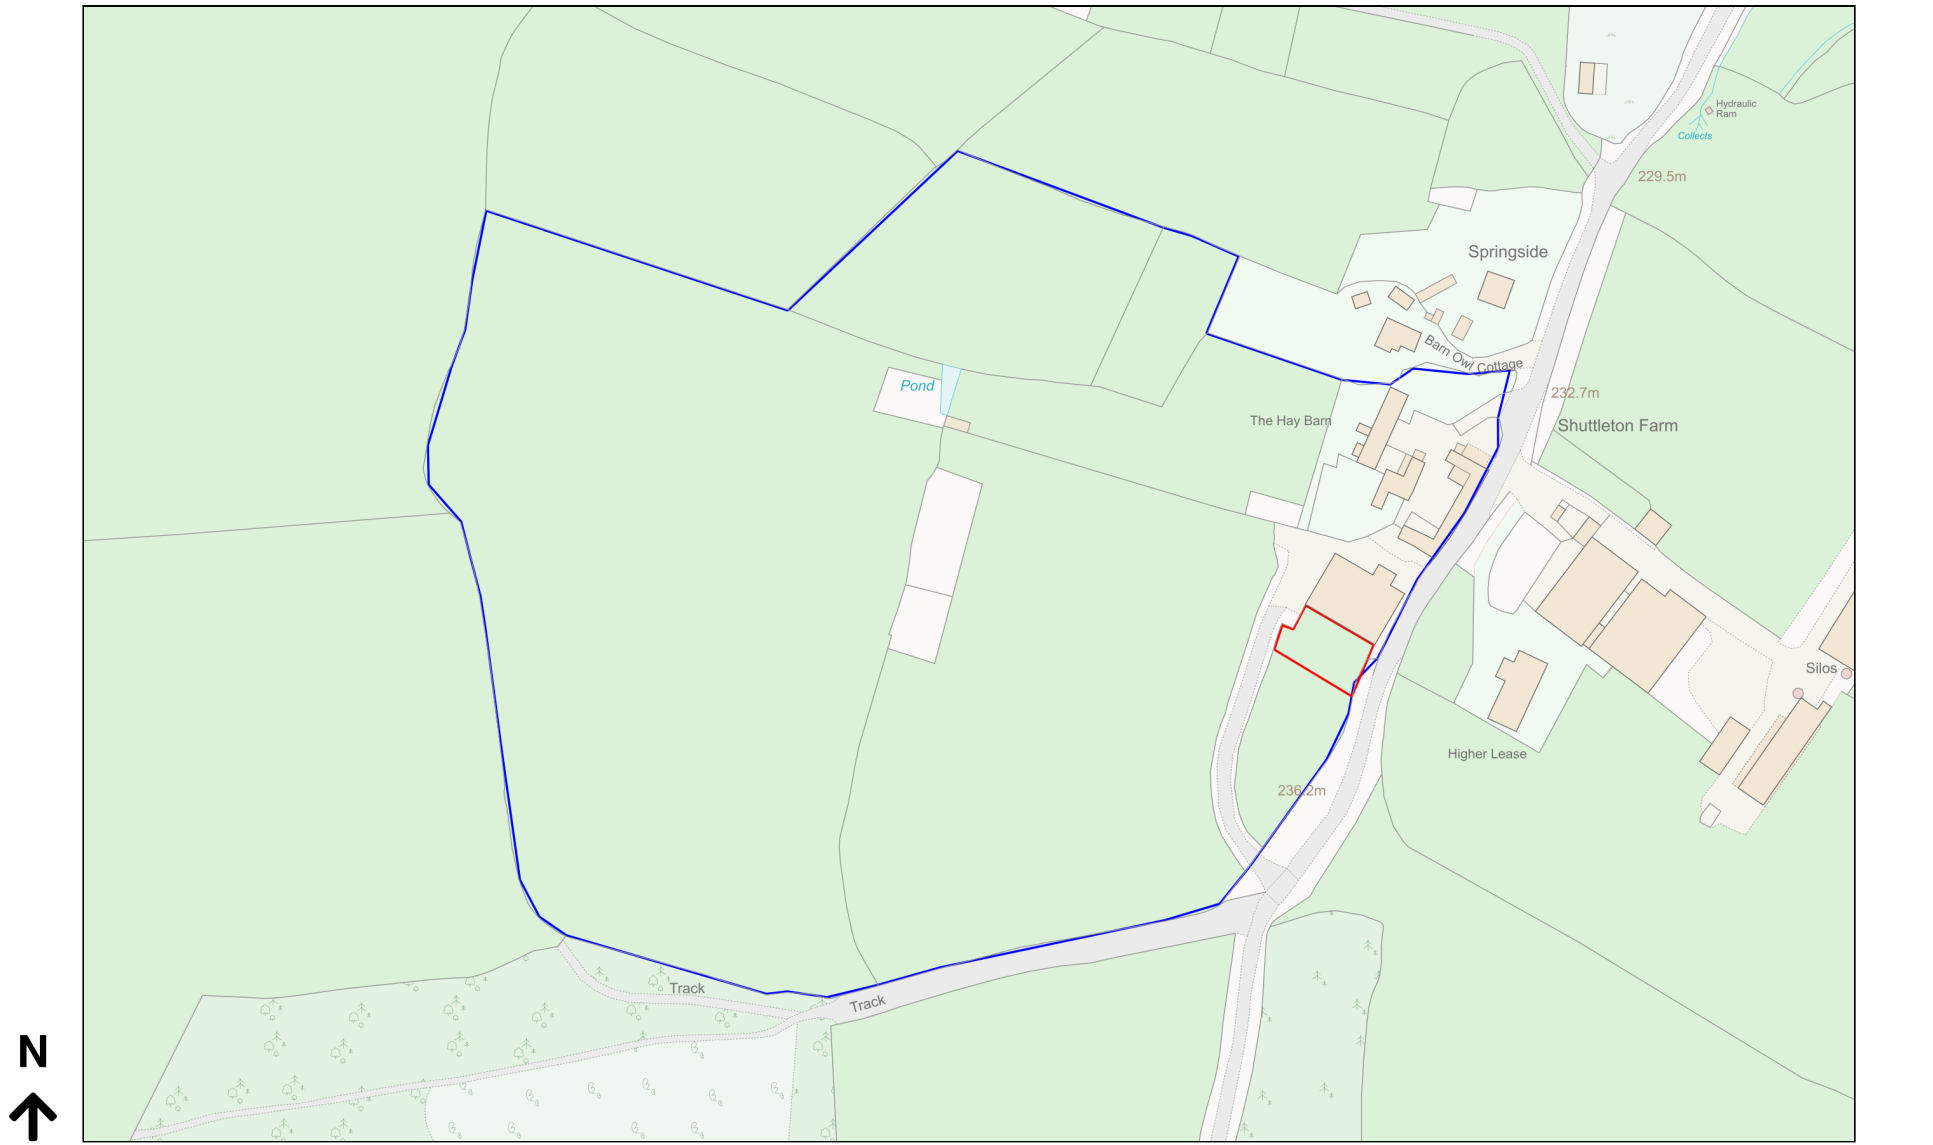 Hydraulic
Ram
Collects
229.5m
Springside
Barn Owl Cottage
Pond
232.7m
The Hay Barn
Shuttleton Farm
Silos
Higher Lease
236.2m
Track
Track
N